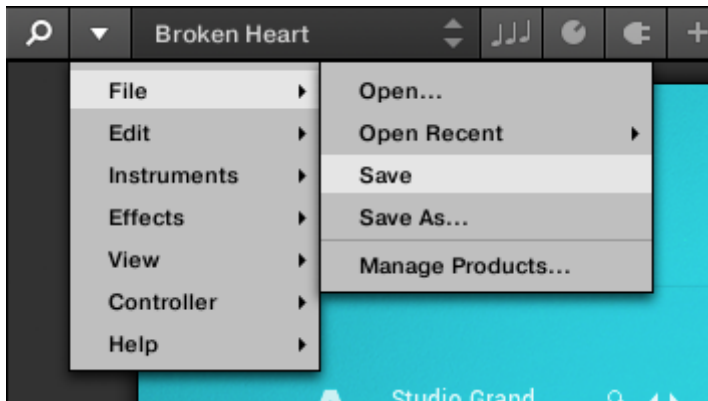 Broken Heart
File
Edit
Instruments
Effects
View
Controller
Help
Open...
Open Recent
Save
Save As...
Manage Products...
Studio Grand